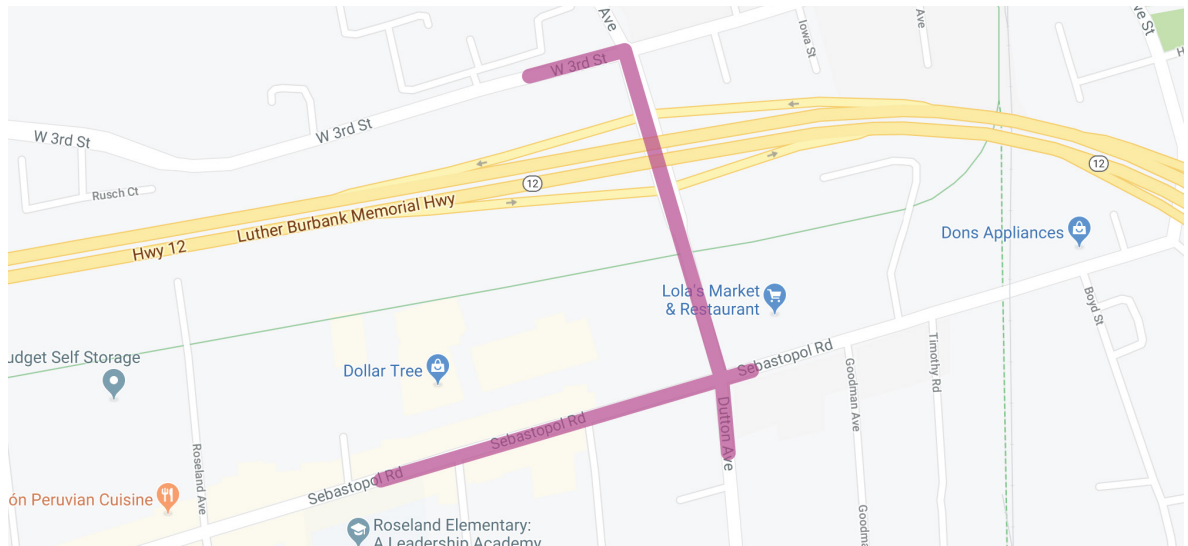 Ave
Iowa St
Ave
W 3rd St
W 3rd St
W 3rd St
Rusch Ct
12
12
Luther Burbank Memorial Hwy
Hwy 12
Dons Appliances
Lola's Market
& Restaurant
Boyd St
Sebastopol Rd
udget Self Storage
Dollar Tree
Timothy Rd
Goodman Ave
Dutton Ave
Sebastopol Rd
Roseland Ave
Sebastopol Rd
ón Peruvian Cuisine
Roseland Elementary:
A Leadership Academy
Goodm